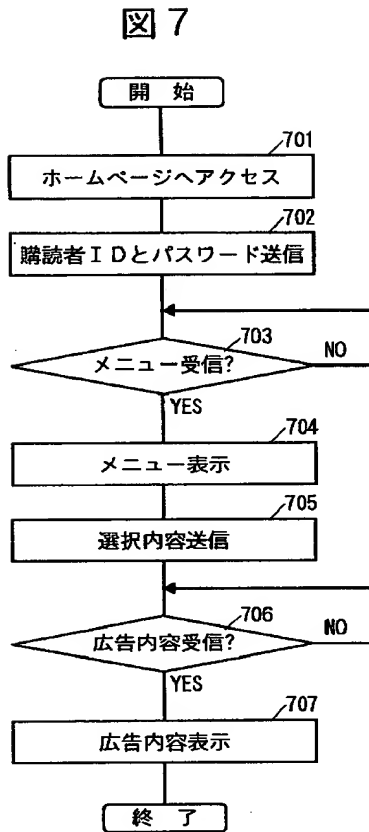 図7
開 始
701
ホームページへアクセス
702
購読者IDとパスワード送信
703
メニュー受信?
NO
YES
704
メニュー表示
705
選択内容送信
706
広告内容受信?
NO
YES
707
広告内容表示
終 了